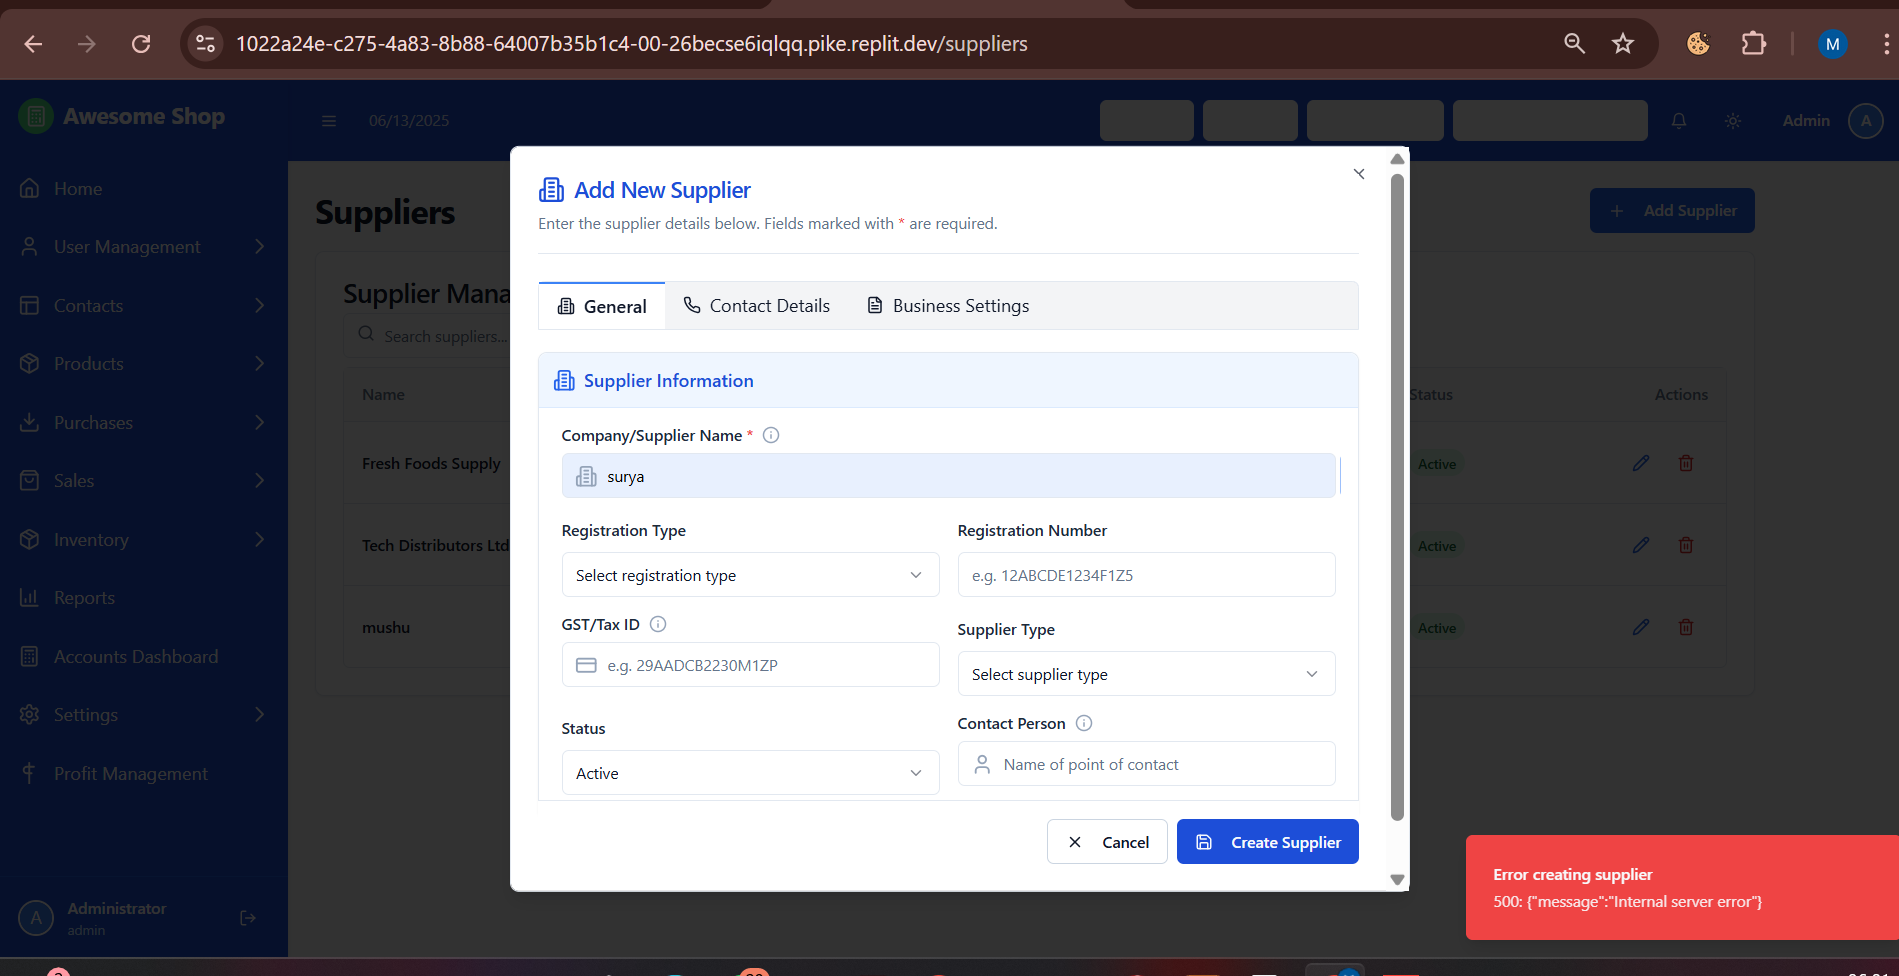 1022a24e-c275-4a83-8b88-64007b35b1c4-00-26becse6iqlqq.pike.replit.dev/suppliers
M
Awesome Shop
06/13/2025
Admin
A
Home
User Management
Contacts
Products
Purchases
Sales
Inventory
Reports
Accounts Dashboard
Settings
Profit Management
A
Administrator
admin
Suppliers
Add Supplier
Supplier Mana
Search suppliers...
Name
Status
Actions
Fresh Foods Supply
Active
Tech Distributors Ltd
Active
mushu
Active
Add New Supplier
Enter the supplier details below. Fields marked with * are required.
General
Contact Details
Business Settings
Supplier Information
Company/Supplier Name *
surya
Registration Type
Registration Number
Select registration type
e.g. 12ABCDE1234F1Z5
GST/Tax ID
Supplier Type
e.g. 29AADCB2230M1ZP
Select supplier type
Status
Contact Person
Active
Name of point of contact
Cancel
Create Supplier
Error creating supplier
500: {"message":"Internal server error"}